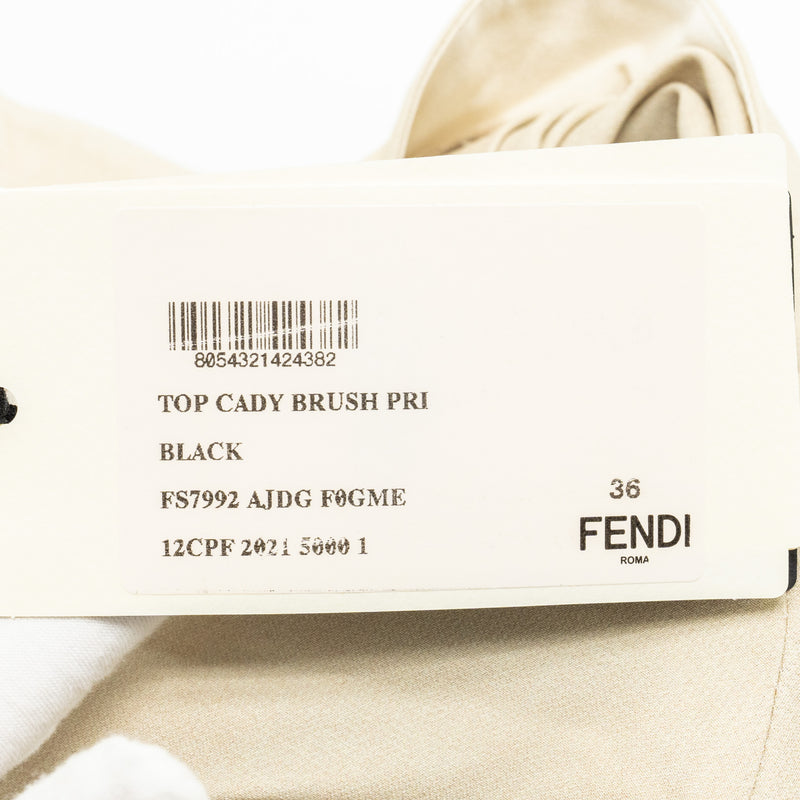 8054321424382
TOP CADY BRUSH PRI
BLACK
FS7992 AJDG F0GME
12CPF 2021 5000 1
36
FENDI
ROMA